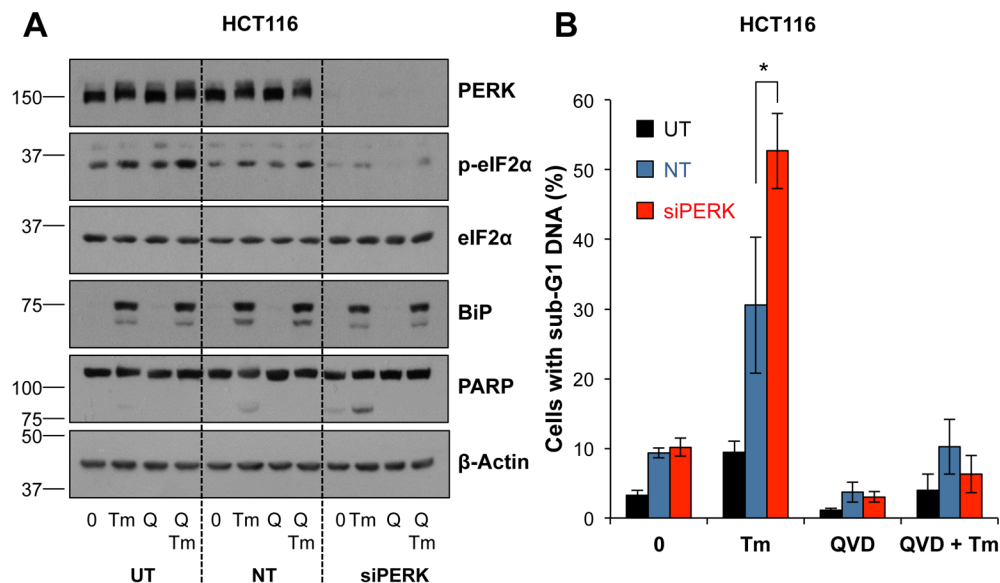 A
HCT116
150
PERK
37
p-eIF2α
37
eIF2α
75
BiP
100
75
PARP
50
37
β-Actin
0 Tm Q Q Tm 0 Tm Q Q Tm 0 Tm Q Q Tm
UT NT siPERK
B
HCT116
*
Cells with sub-G1 DNA (%)
60
50
40
30
20
10
0
UT
NT
siPERK
0 Tm QVD QVD + Tm